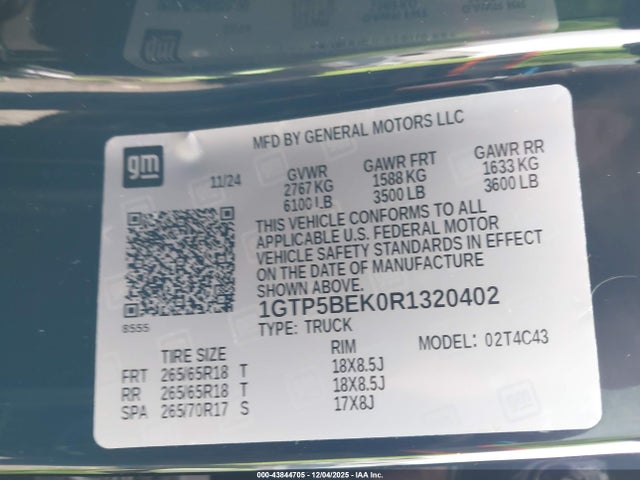 gm
MFD BY GENERAL MOTORS LLC
11/24
GVWR GAWR FRT GAWR RR
2767 KG 1588 KG 1633 KG
6100 LB 3500 LB 3600 LB
THIS VEHICLE CONFORMS TO ALL
APPLICABLE U.S. FEDERAL MOTOR
VEHICLE SAFETY STANDARDS IN EFFECT
ON THE DATE OF MANUFACTURE
SHOWN ABOVE.
8555
1GTP5BEK0R1320402
TYPE: TRUCK
MODEL: 02T4C43
TIRE SIZE RIM
FRT 265/65R18 T 18X8.5J
RR 265/65R18 T 18X8.5J
SPA 265/70R17 S 17X8J
000-43844705 - 12/04/2025 - IAA Inc.